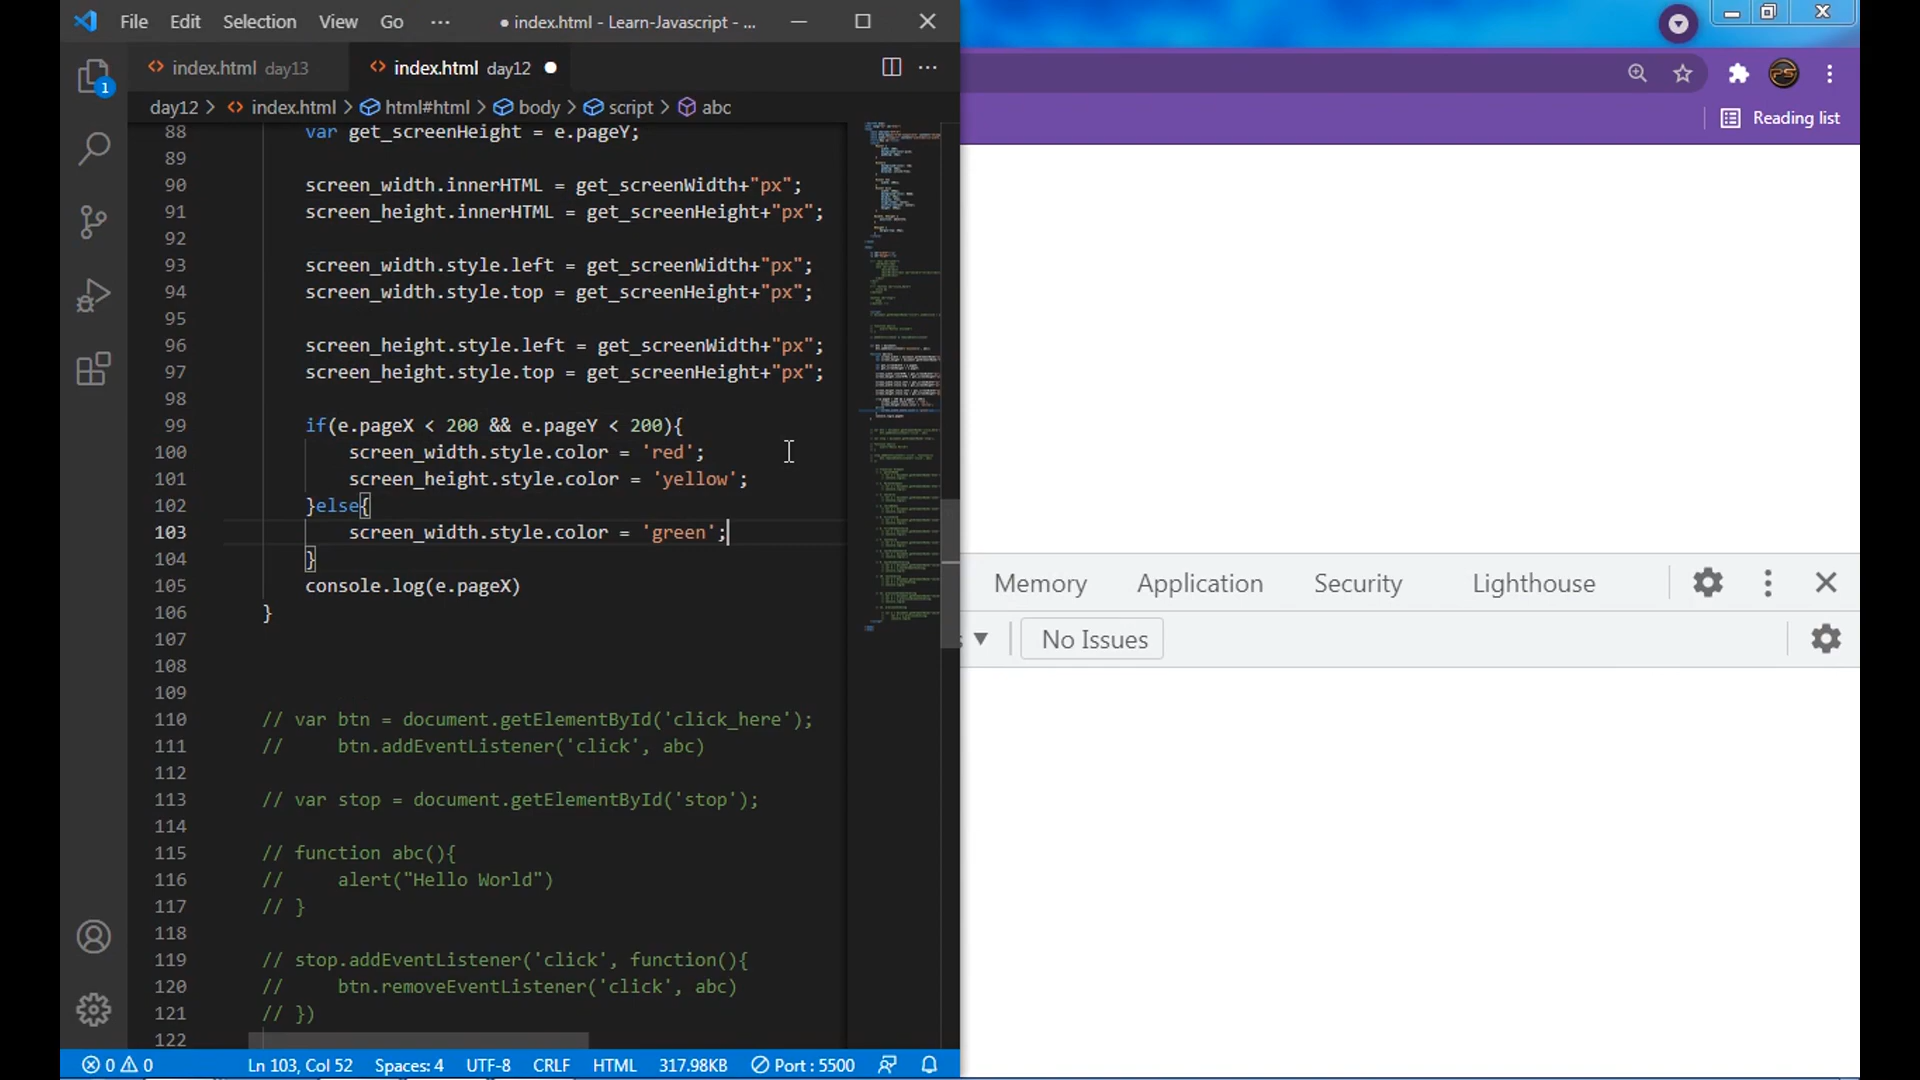 File Edit Selection View Go ··· ● index.html - Learn-Javascript - ...
index.html day13 index.html day12 ●
day12 > index.html > html#html > body > script > abc
Reading list
88 var get_screenHeight = e.pageY;
89
90 screen_width.innerHTML = get_screenWidth+"px";
91 screen_height.innerHTML = get_screenHeight+"px";
92
93 screen_width.style.left = get_screenWidth+"px";
94 screen_width.style.top = get_screenHeight+"px";
95
96 screen_height.style.left = get_screenWidth+"px";
97 screen_height.style.top = get_screenHeight+"px";
98
99 if(e.pageX < 200 && e.pageY < 200){
100 screen_width.style.color = 'red';
101 screen_height.style.color = 'yellow';
102 }else{
103 screen_width.style.color = 'green';
104 }
105 console.log(e.pageX)
106 }
107
108
109
110 // var btn = document.getElementById('click_here');
111 // btn.addEventListener('click', abc)
112
113 // var stop = document.getElementById('stop');
114
115 // function abc(){
116 // alert("Hello World")
117 // }
118
119 // stop.addEventListener('click', function(){
120 // btn.removeEventListener('click', abc)
121 // })
122
Memory Application Security Lighthouse
No Issues
1
0 0 Ln 103, Col 52 Spaces: 4 UTF-8 CRLF HTML 317.98KB Port : 5500